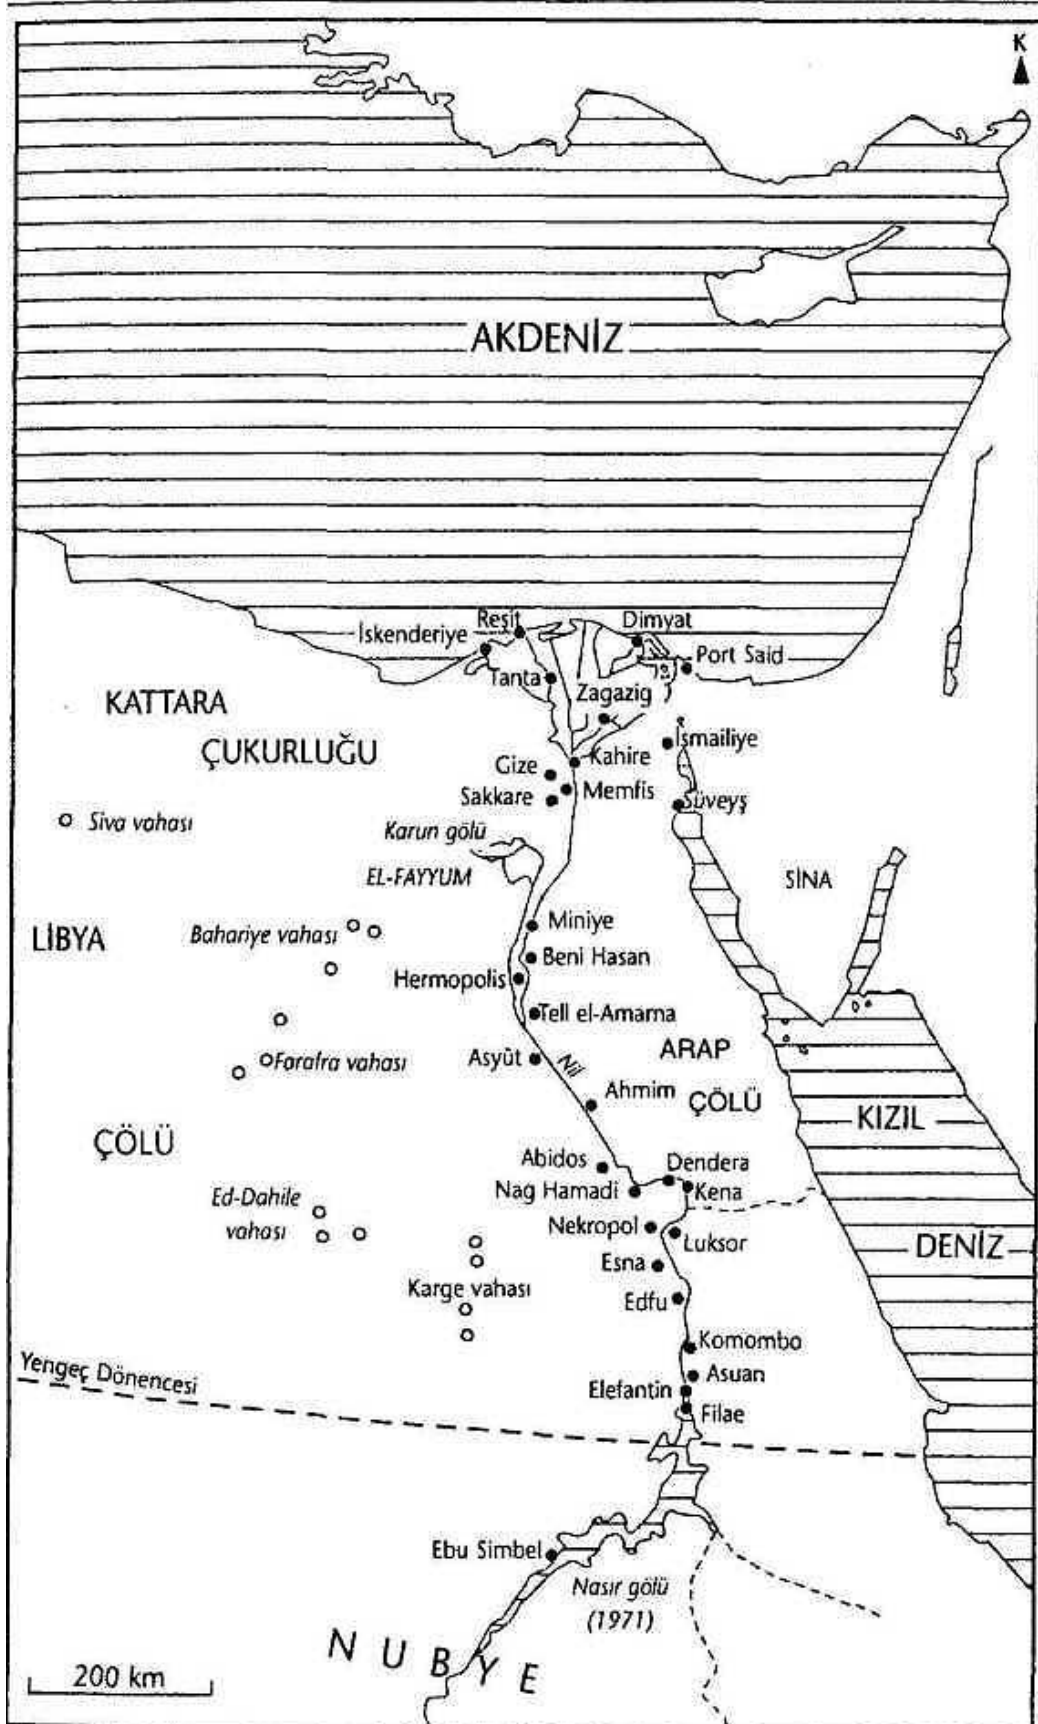 K
AKDENİZ
Reşit
Dimyat
İskenderiye
Port Said
Tanta
Zagazig
KATTARA
ÇUKURLUĞU
İsmailiye
Kahire
Gize
Memfis
Sakkare
Süveyş
Siva vahası
Karun gölü
EL-FAYYUM
SİNA
Miniye
LİBYA
Bahariye vahası
Beni Hasan
Hermopolis
Tell el-Amarna
ARAP
Asyût
Nil
Farafra vahası
Ahmim
ÇÖLÜ
KIZIL
ÇÖLÜ
Abidos
Dendera
Nag Hamadi
Kena
Ed-Dahile
vahası
Nekropol
Luksor
DENİZ
Esna
Karge vahası
Edfu
Komombo
Yengeç Dönencesi
Asuan
Elefantin
Filae
Ebu Simbel
Nasır gölü
(1971)
NUBYE
200 km